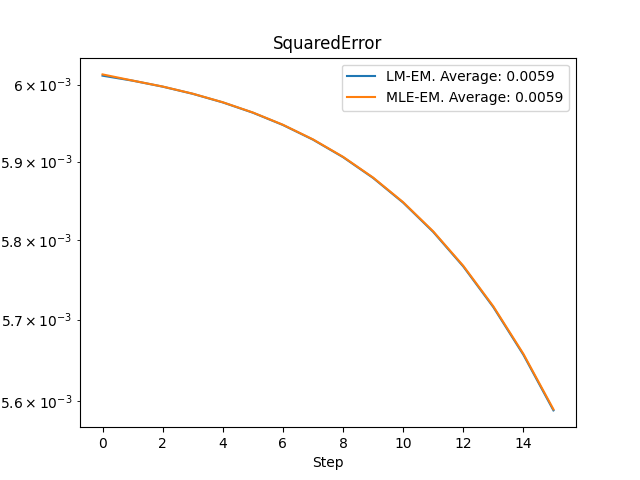 SquaredError
LM-EM. Average: 0.0059
MLE-EM. Average: 0.0059
6 × 10⁻³
5.9 × 10⁻³
5.8 × 10⁻³
5.7 × 10⁻³
5.6 × 10⁻³
0 2 4 6 8 10 12 14
Step